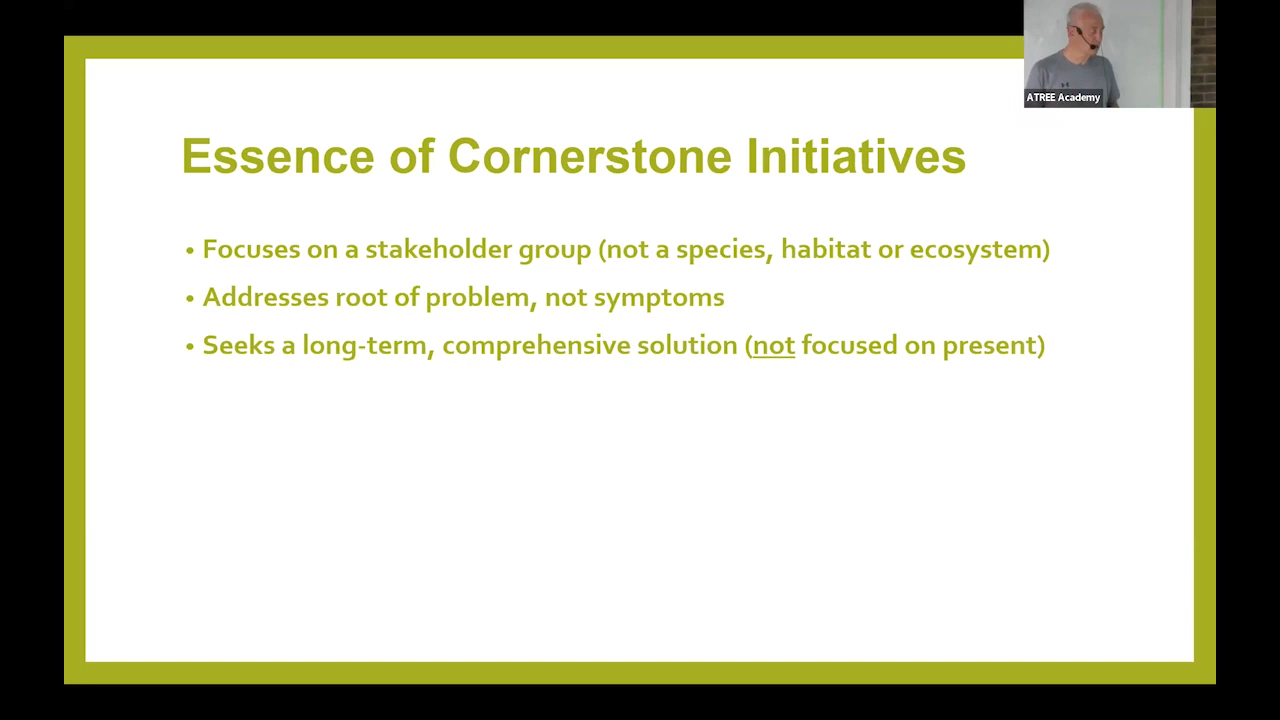 ATREE Academy
Essence of Cornerstone Initiatives
• Focuses on a stakeholder group (not a species, habitat or ecosystem)
• Addresses root of problem, not symptoms
• Seeks a long-term, comprehensive solution (not focused on present)